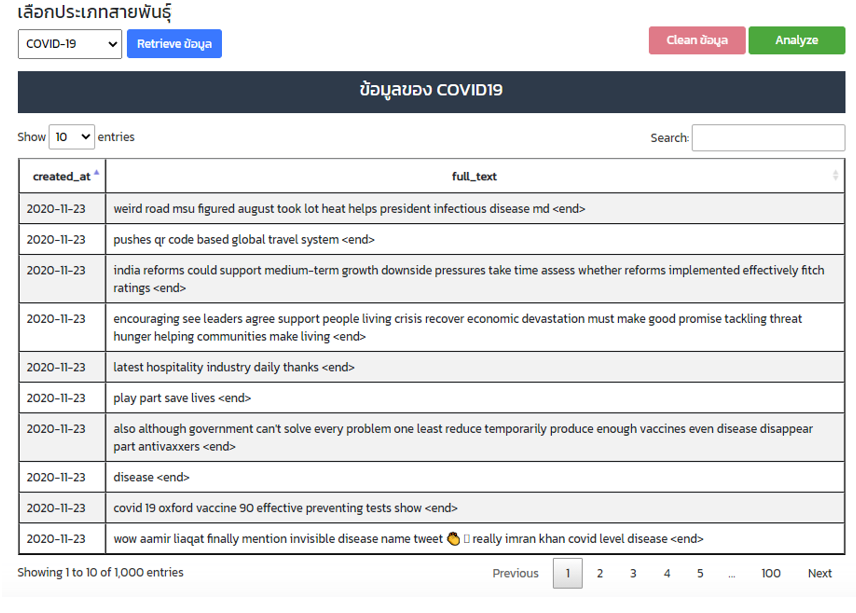 เลือกประเภทสายพันธุ์
COVID-19 Retrieve ข้อมูล Clean ข้อมูล Analyze
ข้อมูลของ COVID19
Show 10 entries Search:
created_at full_text
2020-11-23 weird road msu figured august took lot heat helps president infectious disease md <end>
2020-11-23 pushes qr code based global travel system <end>
2020-11-23 india reforms could support medium-term growth downside pressures take time assess whether reforms implemented effectively fitch
ratings <end>
2020-11-23 encouraging see leaders agree support people living crisis recover economic devastation must make good promise tackling threat
hunger helping communities make living <end>
2020-11-23 latest hospitality industry daily thanks <end>
2020-11-23 play part save lives <end>
2020-11-23 also although government can't solve every problem one least reduce temporarily produce enough vaccines even disease disappear
part antivaxxers <end>
2020-11-23 disease <end>
2020-11-23 covid 19 oxford vaccine 90 effective preventing tests show <end>
2020-11-23 wow aamir liaqat finally mention invisible disease name tweet 👏 ▯ really imran khan covid level disease <end>
Showing 1 to 10 of 1,000 entries Previous 1 2 3 4 5 ... 100 Next